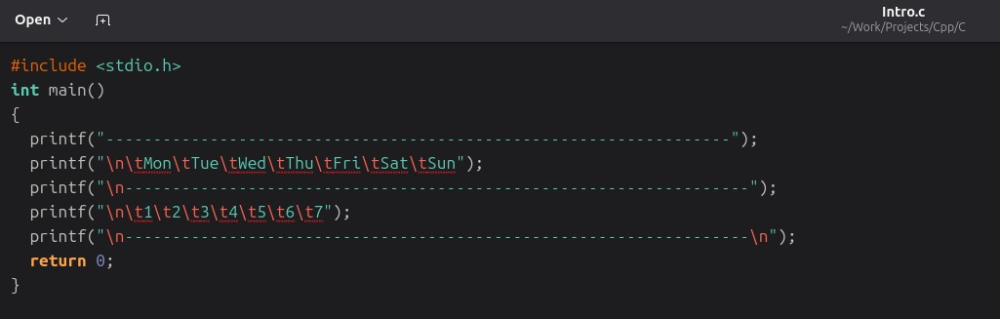 Open
Intro.c
~/Work/Projects/Cpp/C
#include <stdio.h>
int main()
{
printf("------------------------------------------------------------------");
printf("\n\tMon\tTue\tWed\tThu\tFri\tSat\tSun");
printf("\n------------------------------------------------------------------");
printf("\n\t1\t2\t3\t4\t5\t6\t7");
printf("\n------------------------------------------------------------------\n");
return 0;
}